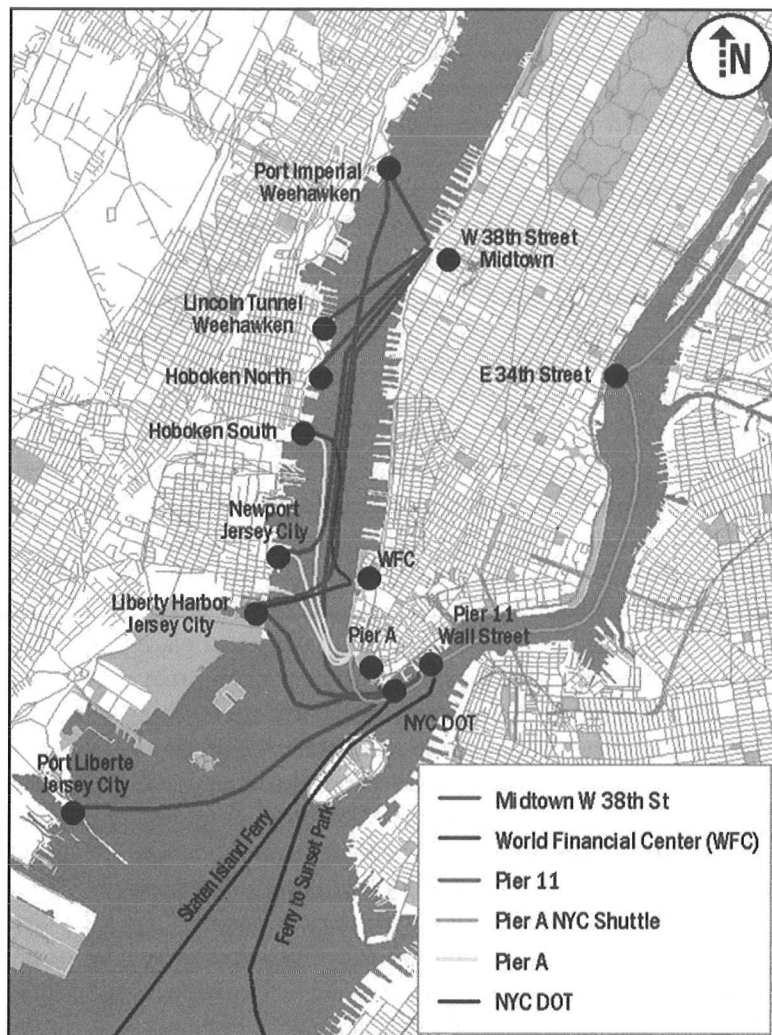 N
Port Imperial
Weehawken
W 38th Street
Midtown
Lincoln Tunnel
Weehawken
Hoboken North
E 34th Street
Hoboken South
Newport
Jersey City
WFC
Liberty Harbor
Jersey City
Pier 11
Wall Street
Pier A
NYC DOT
Port Liberte
Jersey City
Staten Island Ferry
Ferry to Sunset Park
Midtown W 38th St
World Financial Center (WFC)
Pier 11
Pier A NYC Shuttle
Pier A
NYC DOT